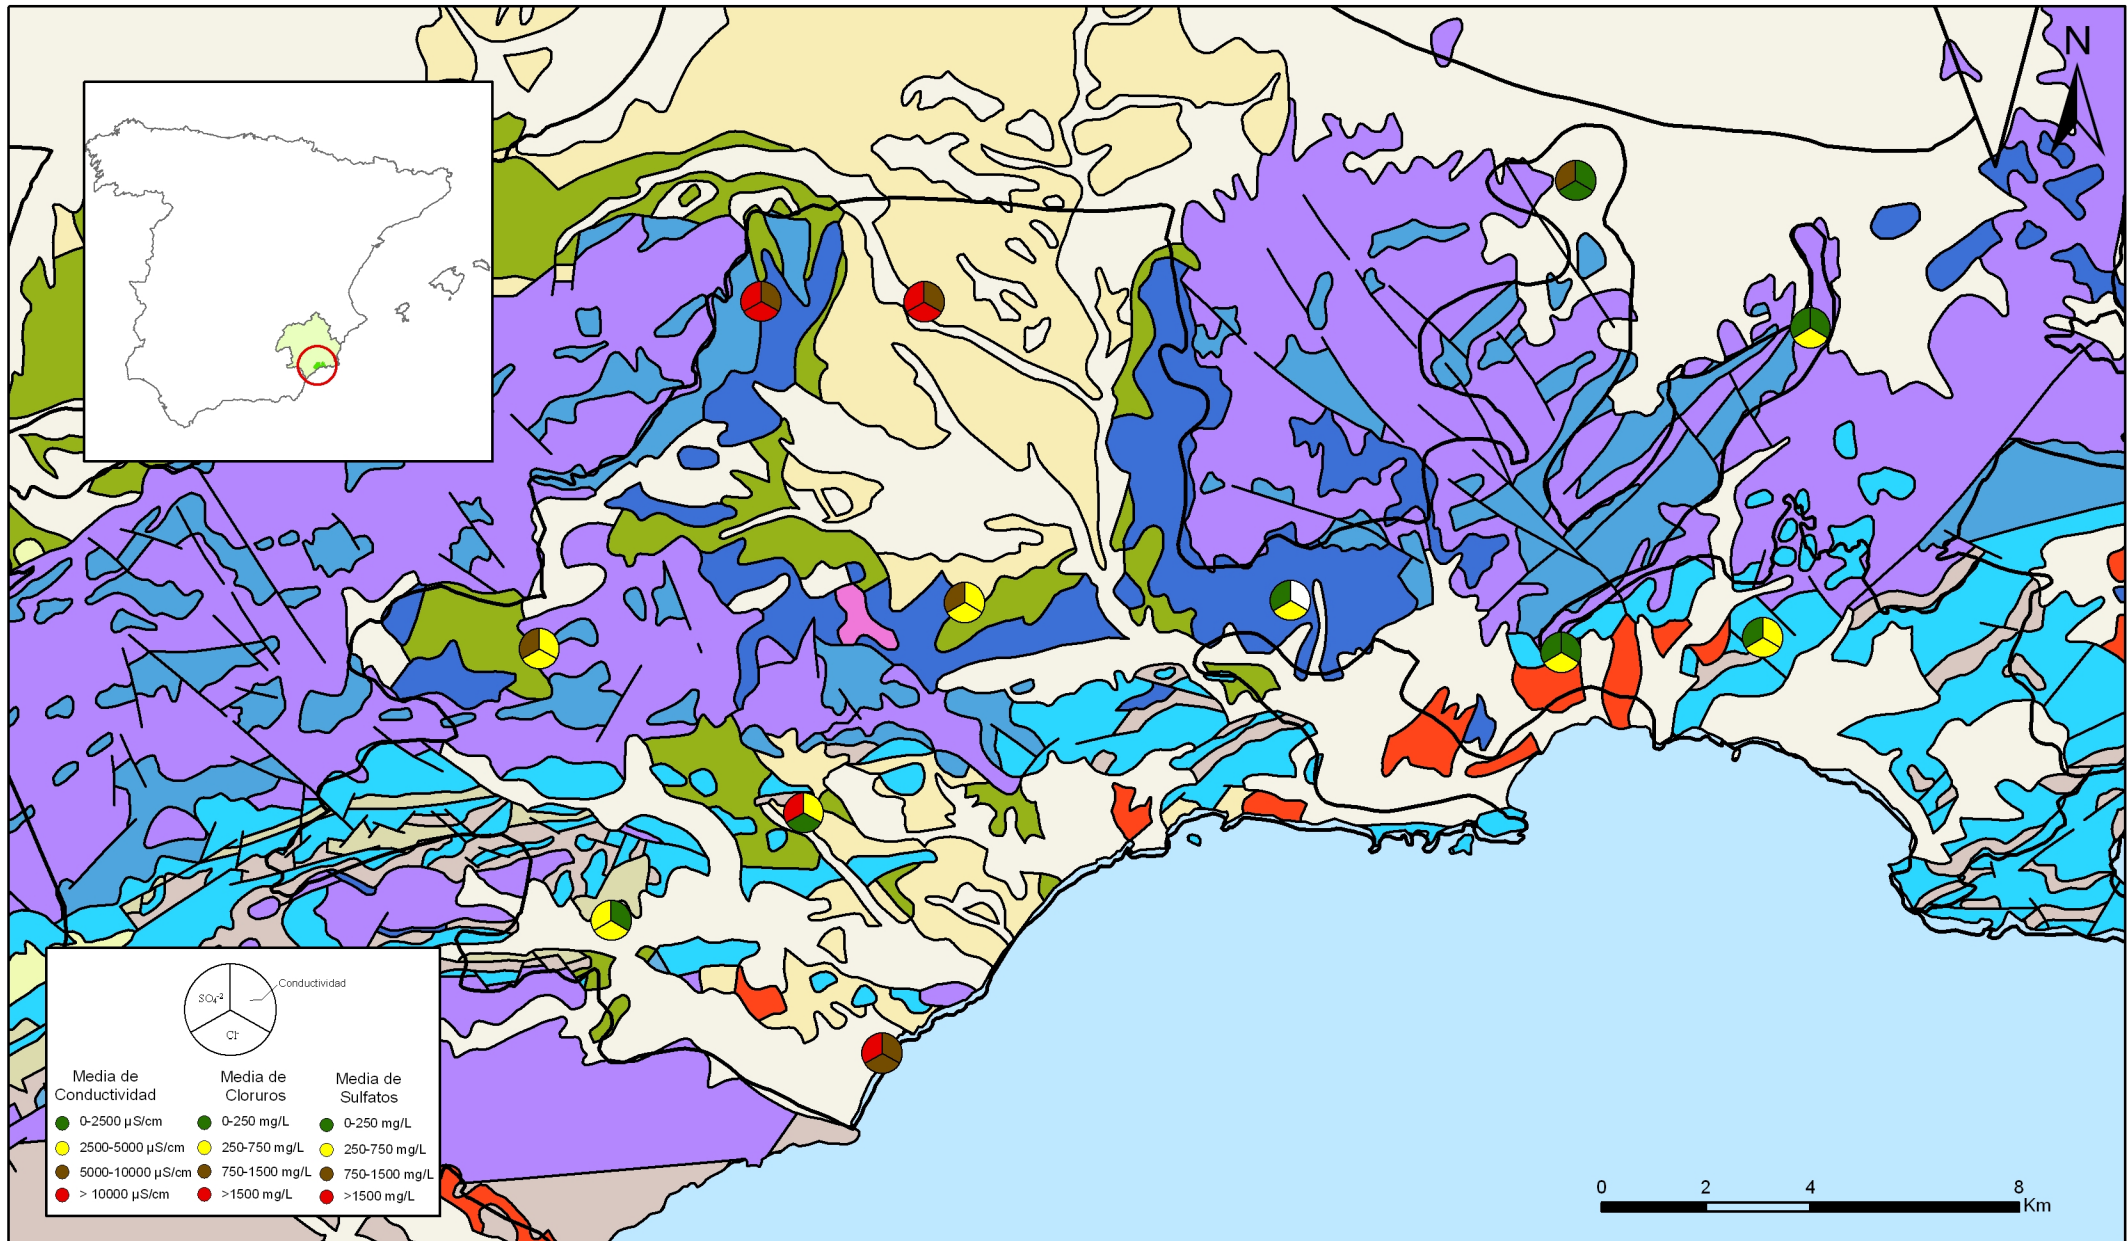 N
SO₄⁻²
Conductividad
Cl⁻
Media de
Conductividad
0-2500 µS/cm
2500-5000 µS/cm
5000-10000 µS/cm
> 10000 µS/cm
Media de
Cloruros
0-250 mg/L
250-750 mg/L
750-1500 mg/L
>1500 mg/L
Media de
Sulfatos
0-250 mg/L
250-750 mg/L
750-1500 mg/L
>1500 mg/L
0 2 4 8
Km